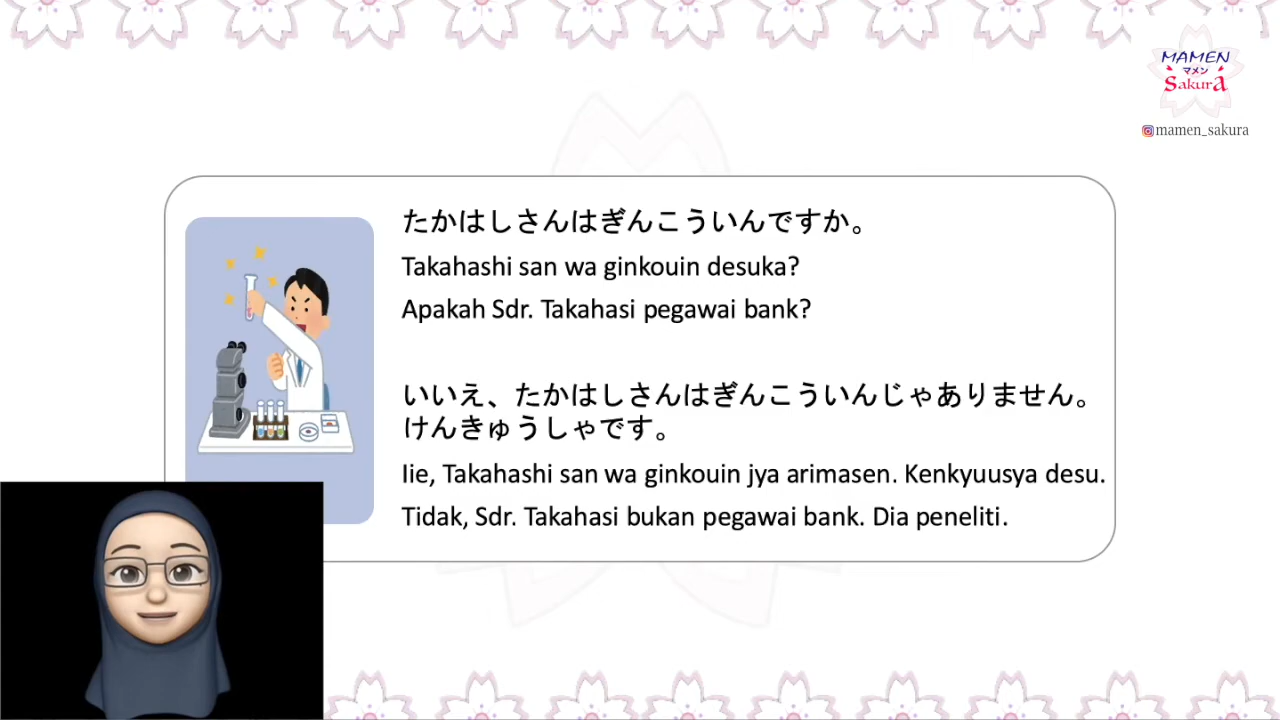 MAMEN
マメン
sakura
mamen_sakura
たかはしさんはぎんこういんですか。
Takahashi san wa ginkouin desuka?
Apakah Sdr. Takahasi pegawai bank?
いいえ、たかはしさんはぎんこういんじゃありません。
けんきゅうしゃです。
Iie, Takahashi san wa ginkouin jya arimasen. Kenkyuusya desu.
Tidak, Sdr. Takahasi bukan pegawai bank. Dia peneliti.